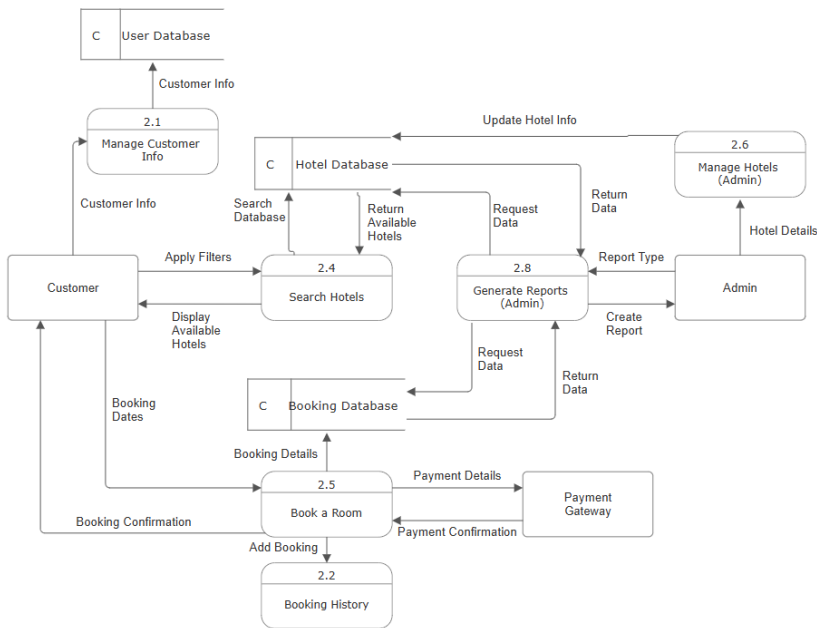 C User Database
Customer Info
2.1
Manage Customer
Info
Update Hotel Info
2.6
Manage Hotels
(Admin)
C Hotel Database
Customer Info
Search
Database
Return
Available
Hotels
Request
Data
Return
Data
Hotel Details
Customer
Apply Filters
2.4
Search Hotels
Display
Available
Hotels
2.8
Generate Reports
(Admin)
Report Type
Create
Report
Admin
Request
Data
Return
Data
Booking
Dates
C Booking Database
Booking Details
2.5
Book a Room
Payment Details
Payment
Gateway
Payment Confirmation
Booking Confirmation
Add Booking
2.2
Booking History